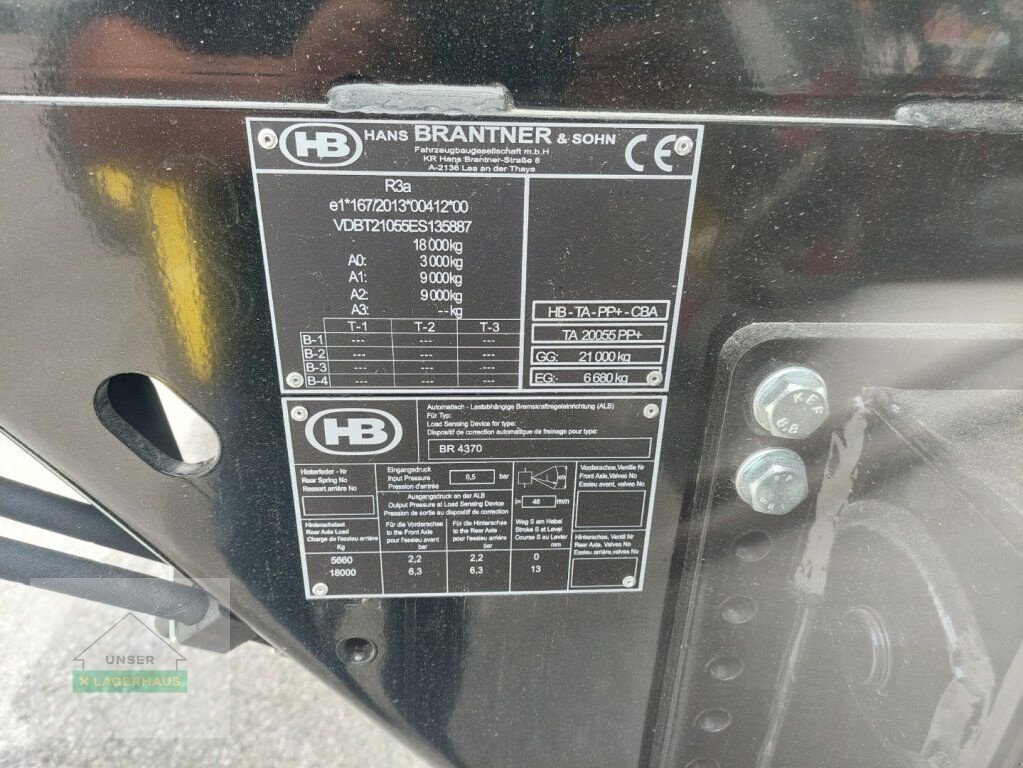 HB HANS BRANTNER & SOHN CE
Fahrzeugbaugesellschaft m.b.H
KR Hans Brantner-Straße 8
A-2136 Laa an der Thaya
R3a
e1*167/2013*00412*00
VDBT21055ES135887
18 000 kg
A0: 3 000 kg
A1: 9 000 kg
A2: 9 000 kg
A3: -- kg
T-1 T-2 T-3
B-1 --- --- ---
B-2 --- --- ---
B-3 --- --- ---
B-4 --- --- ---
HB-TA-PP+-CBA
TA 20055 PP+
GG: 21 000 kg
EG: 6 680 kg
HB
Automatisch - Lastabhängige Bremskraftregeleinrichtung (ALB)
Für Typ:
Load Sensing Device for type:
Dispositif de correction automatique de freinage pour type:
BR 4370
Hinterfeder - Nr
Rear Spring No
Ressort.arrière No
Eingangsdruck
Input Pressure
Pression d'entrée
6,5 bar
l= 48 mm
S
Vorderachse,Ventile Nr
Front Axle,Valves No
Essieu avant, valves No
Ausgangsdruck an der ALB
Output Pressure at Load Sensing Device
Pression de sortie au dispositif de correction
Hinterachslast
Rear Axle Load
Charge de l'essieu arrière
Kg
Für die Vorderachse
to the Front Axle
pour l'essieu avant
bar
Für die Hinterachse
to the Rear Axle
pour l'essieu arrière
bar
Weg S am Hebel
Stroke S at Level
Course S au Levier
mm
Hinterachse, Ventil Nr
Rear Axle, Valves No
Essieu arrière,valves No
5660 2,2 2,2 0
18000 6,3 6,3 13
KFK
8.8
UNSER
X LAGERHAUS